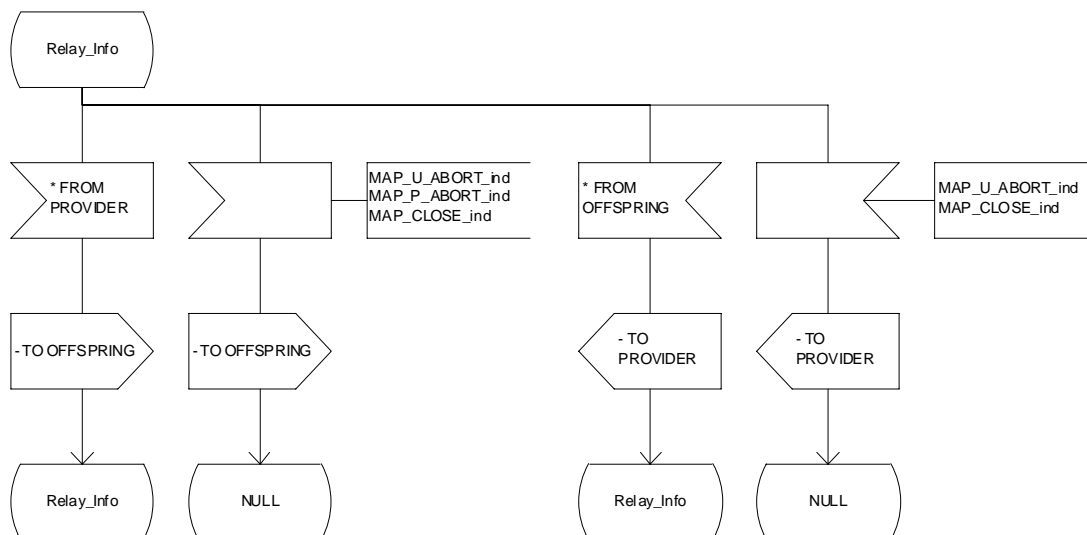 Relay_Info
* FROM
PROVIDER
MAP_U_ABORT_ind
MAP_P_ABORT_ind
MAP_CLOSE_ind
* FROM
OFFSPRING
MAP_U_ABORT_ind
MAP_CLOSE_ind
- TO OFFSPRING
- TO OFFSPRING
- TO
PROVIDER
- TO
PROVIDER
Relay_Info
NULL
Relay_Info
NULL